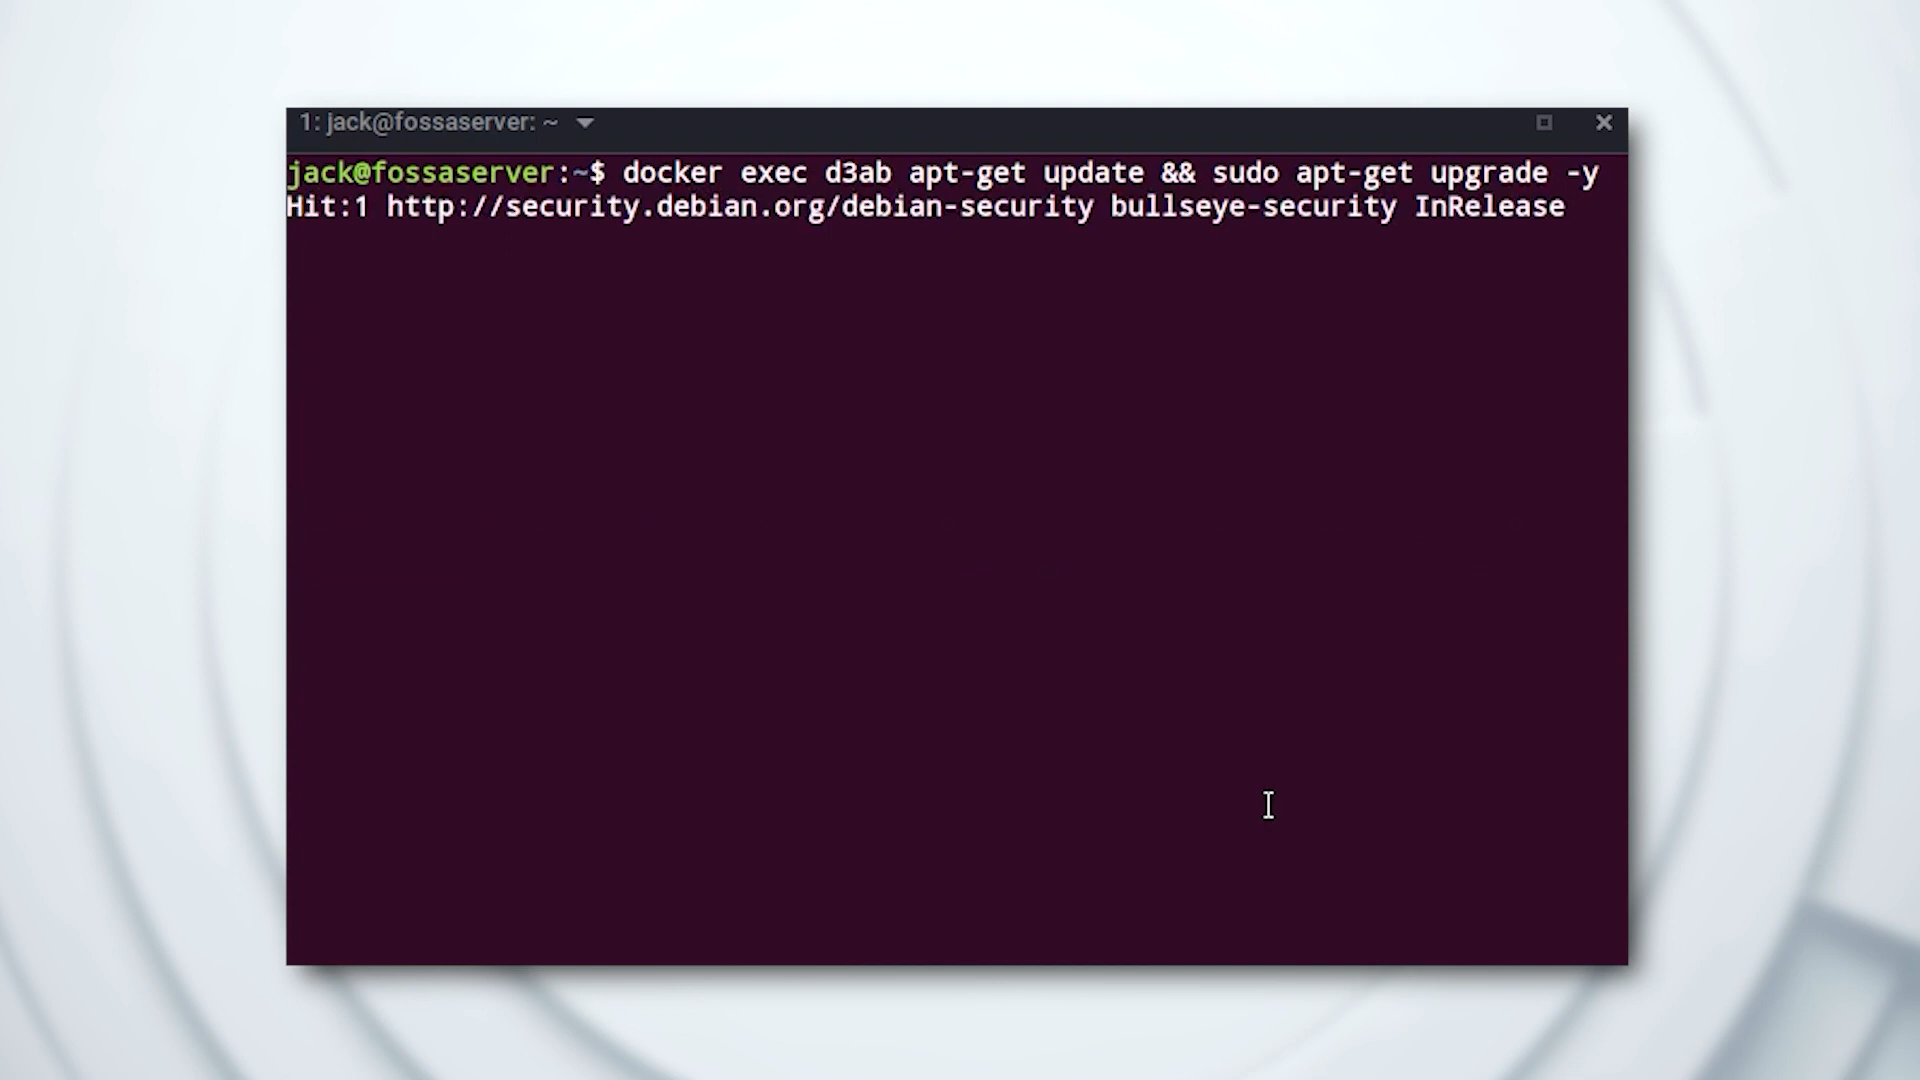 1: jack@fossaserver: ~
jack@fossaserver:~$ docker exec d3ab apt-get update && sudo apt-get upgrade -y
Hit:1 http://security.debian.org/debian-security bullseye-security InRelease